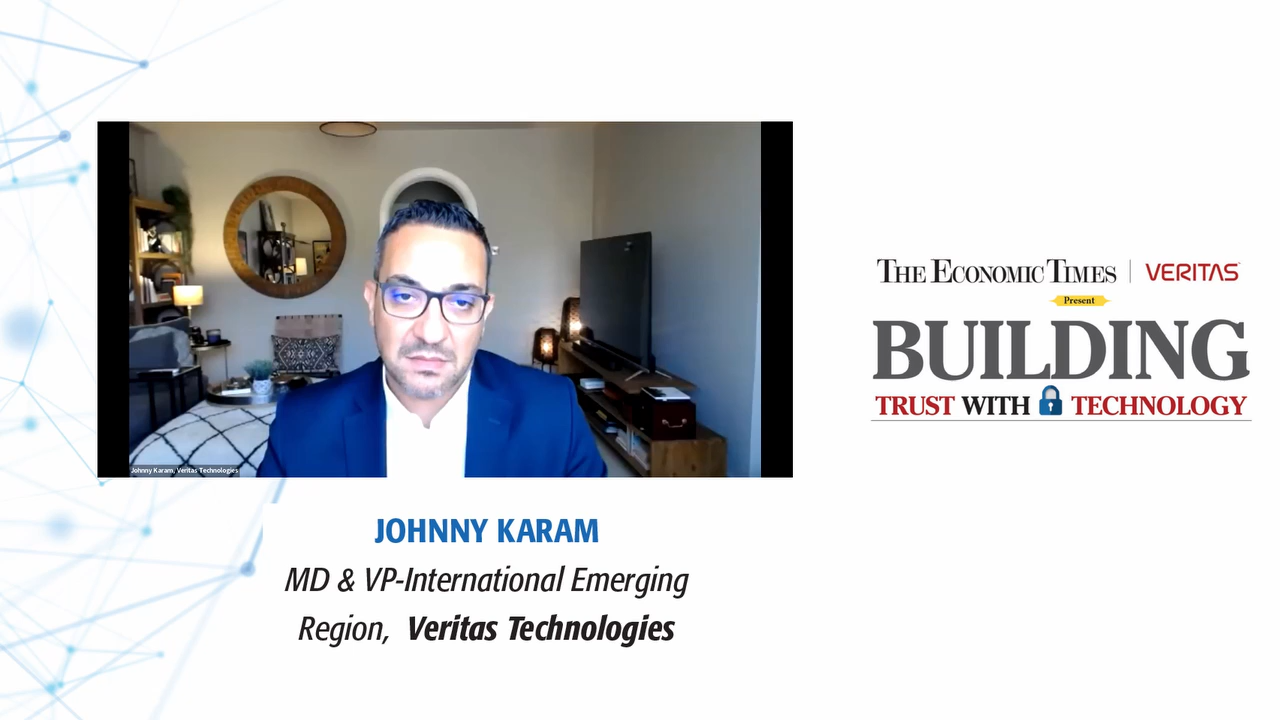 Johnny Karam, Veritas Technologies
JOHNNY KARAM
MD & VP-International Emerging
Region, Veritas Technologies
THE ECONOMIC TIMES | VERITAS
Present
BUILDING
TRUST WITH TECHNOLOGY